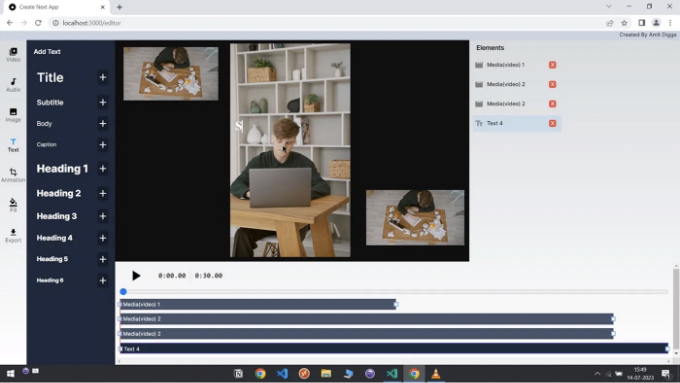 Create Next App
localhost:3000/editor
Created By Amit Digga
Video
Audio
Image
Text
Animation
Fill
Export
Add Text
Title
Subtitle
Body
Caption
Heading 1
Heading 2
Heading 3
Heading 4
Heading 5
Heading 6
S
Elements
Media(video) 1
Media(video) 2
Media(video) 2
Text 4
0:00.00 0:30.00
Media(video) 1
Media(video) 2
Media(video) 2
Text 4
15:49
14-07-2023